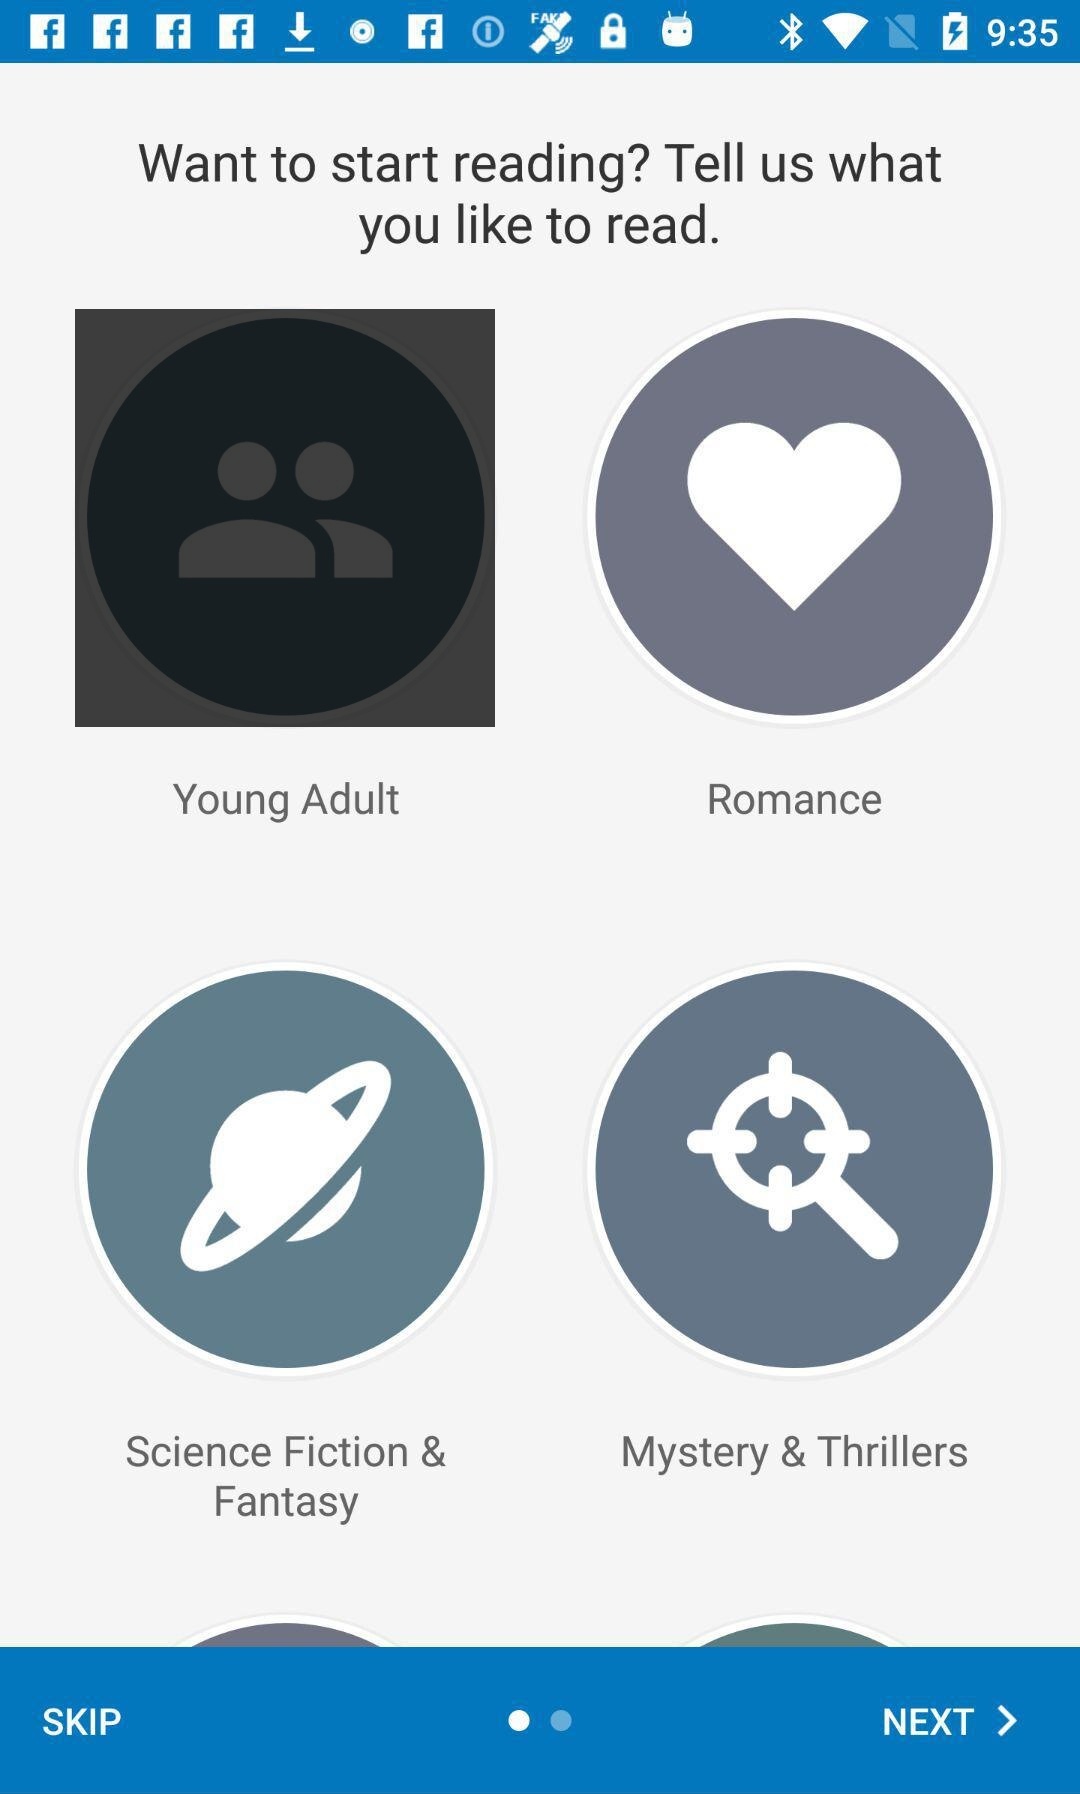 FAKE
9:35
Want to start reading? Tell us what
you like to read.
Young Adult
Romance
Science Fiction &
Fantasy
Mystery & Thrillers
SKIP
NEXT